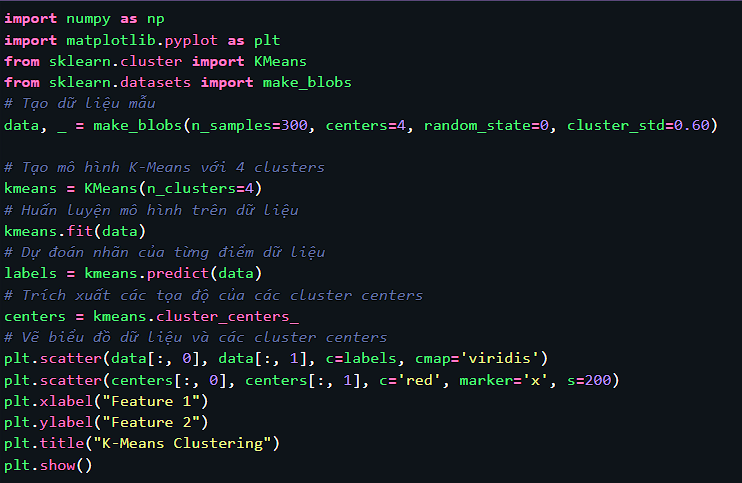 import numpy as np
import matplotlib.pyplot as plt
from sklearn.cluster import KMeans
from sklearn.datasets import make_blobs
# Tạo dữ liệu mẫu
data, _ = make_blobs(n_samples=300, centers=4, random_state=0, cluster_std=0.60)
# Tạo mô hình K-Means với 4 clusters
kmeans = KMeans(n_clusters=4)
# Huấn luyện mô hình trên dữ liệu
kmeans.fit(data)
# Dự đoán nhãn của từng điểm dữ liệu
labels = kmeans.predict(data)
# Trích xuất các tọa độ của các cluster centers
centers = kmeans.cluster_centers_
# Vẽ biểu đồ dữ liệu và các cluster centers
plt.scatter(data[:, 0], data[:, 1], c=labels, cmap='viridis')
plt.scatter(centers[:, 0], centers[:, 1], c='red', marker='x', s=200)
plt.xlabel("Feature 1")
plt.ylabel("Feature 2")
plt.title("K-Means Clustering")
plt.show()